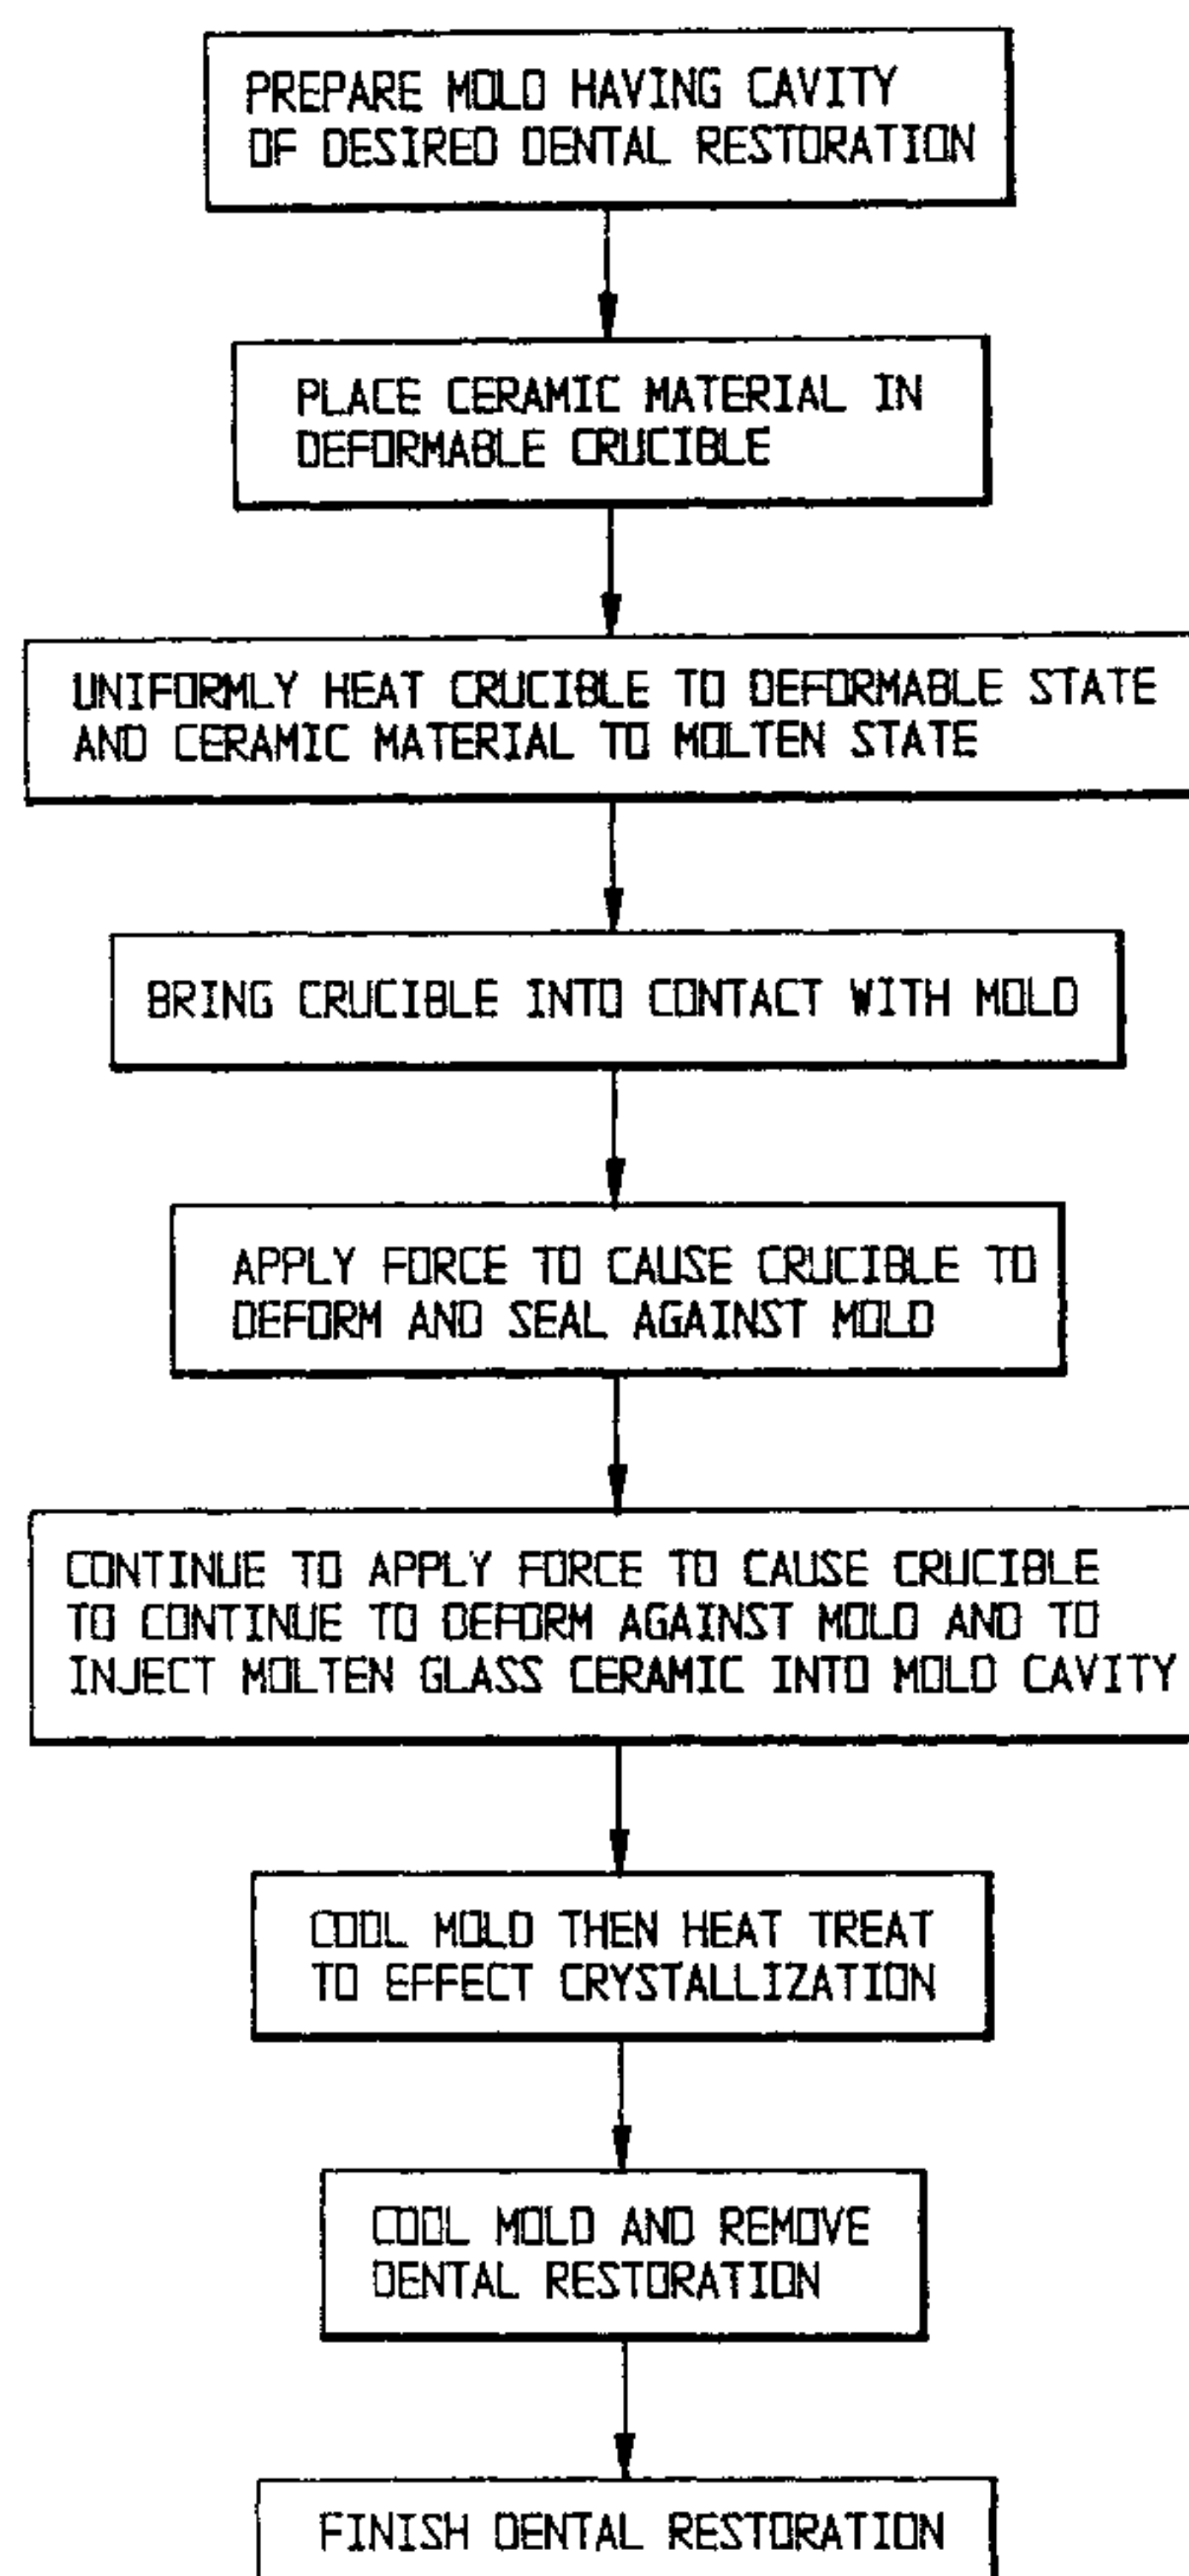 PREPARE MOLD HAVING CAVITY
OF DESIRED DENTAL RESTORATION
PLACE CERAMIC MATERIAL IN
DEFORMABLE CRUCIBLE
UNIFORMLY HEAT CRUCIBLE TO DEFORMABLE STATE
AND CERAMIC MATERIAL TO MOLTEN STATE
BRING CRUCIBLE INTO CONTACT WITH MOLD
APPLY FORCE TO CAUSE CRUCIBLE TO
DEFORM AND SEAL AGAINST MOLD
CONTINUE TO APPLY FORCE TO CAUSE CRUCIBLE
TO CONTINUE TO DEFORM AGAINST MOLD AND TO
INJECT MOLTEN GLASS CERAMIC INTO MOLD CAVITY
COOL MOLD THEN HEAT TREAT
TO EFFECT CRYSTALLIZATION
COOL MOLD AND REMOVE
DENTAL RESTORATION
FINISH DENTAL RESTORATION